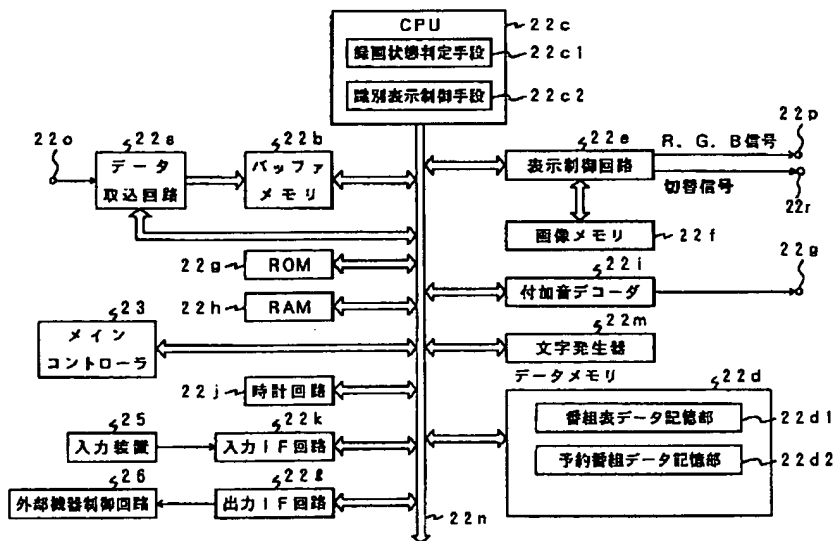 CPU
22c
録画状態判定手段
22c1
識別表示制御手段
22c2
22o
22a
データ
取込回路
22b
バッファ
メモリ
22e
表示制御回路
R，G，B信号
22p
切替信号
22r
画像メモリ
22f
22g
ROM
22i
付加音デコーダ
22q
22h
RAM
23
メイン
コントローラ
22m
文字発生器
22j
時計回路
データメモリ
22d
番組表データ記憶部
22d1
予約番組データ記憶部
22d2
25
入力装置
22k
入力IF回路
26
外部機器制御回路
22ℓ
出力IF回路
22n